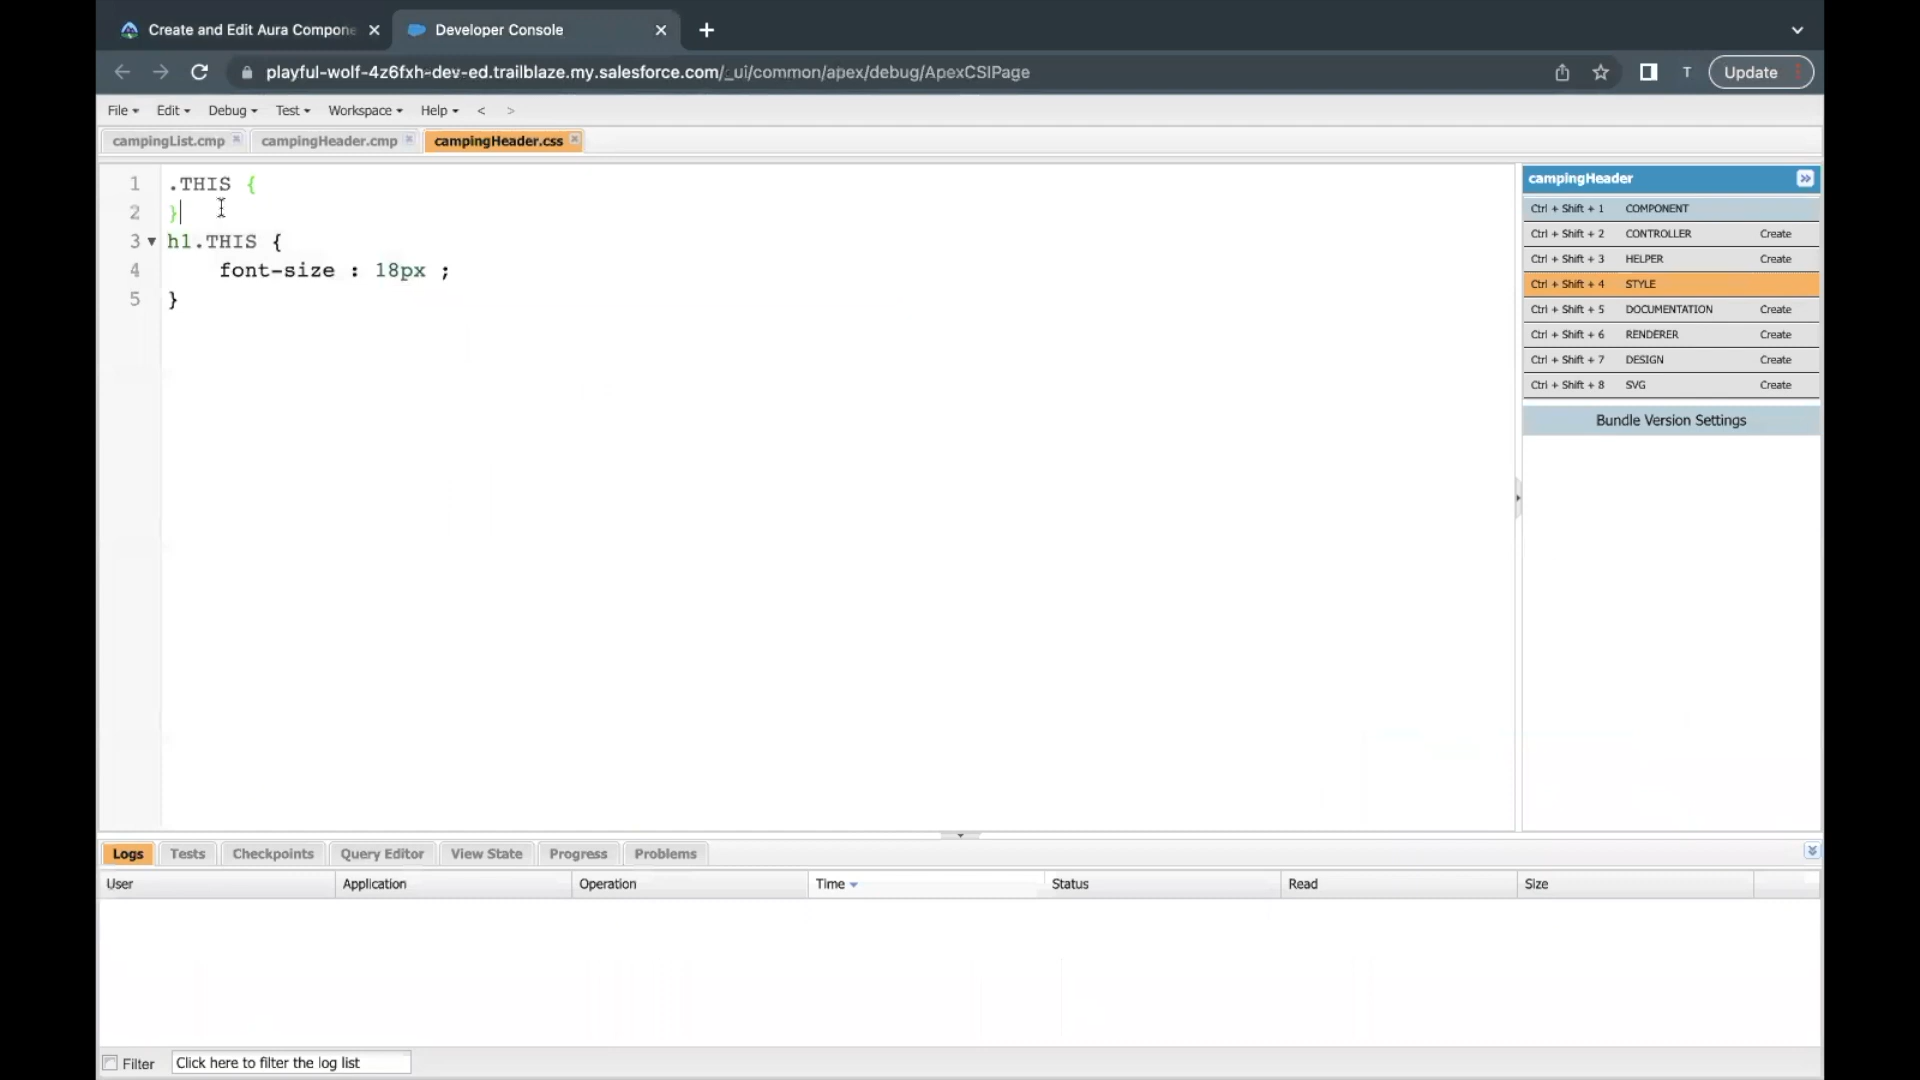 Create and Edit Aura Compone
Developer Console
playful-wolf-4z6fxh-dev-ed.trailblaze.my.salesforce.com/_ui/common/apex/debug/ApexCSIPage
T
Update
File
Edit
Debug
Test
Workspace
Help
<
>
campingList.cmp
campingHeader.cmp
campingHeader.css
1 .THIS {
2 }
3 h1.THIS {
4 font-size : 18px ;
5 }
campingHeader
Ctrl + Shift + 1 COMPONENT
Ctrl + Shift + 2 CONTROLLER Create
Ctrl + Shift + 3 HELPER Create
Ctrl + Shift + 4 STYLE
Ctrl + Shift + 5 DOCUMENTATION Create
Ctrl + Shift + 6 RENDERER Create
Ctrl + Shift + 7 DESIGN Create
Ctrl + Shift + 8 SVG Create
Bundle Version Settings
Logs
Tests
Checkpoints
Query Editor
View State
Progress
Problems
User
Application
Operation
Time
Status
Read
Size
Filter
Click here to filter the log list